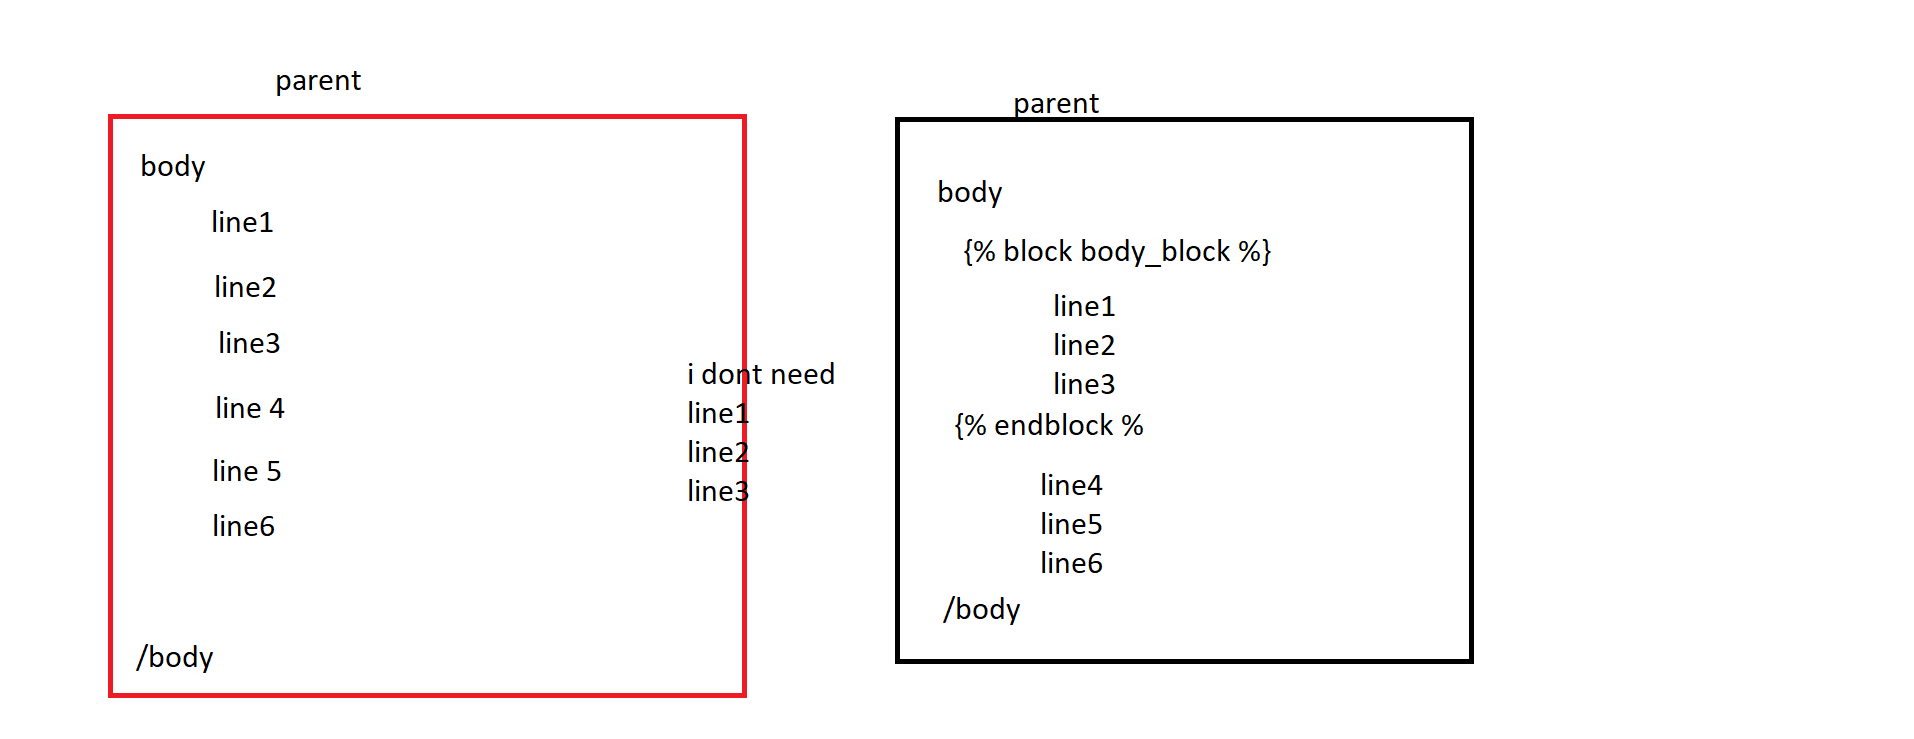 parent
body
line1
line2
line3
line 4
line 5
line6
/body
i dont need
line1
line2
line3
parent
body
{% block body_block %}
line1
line2
line3
{% endblock %
line4
line5
line6
/body